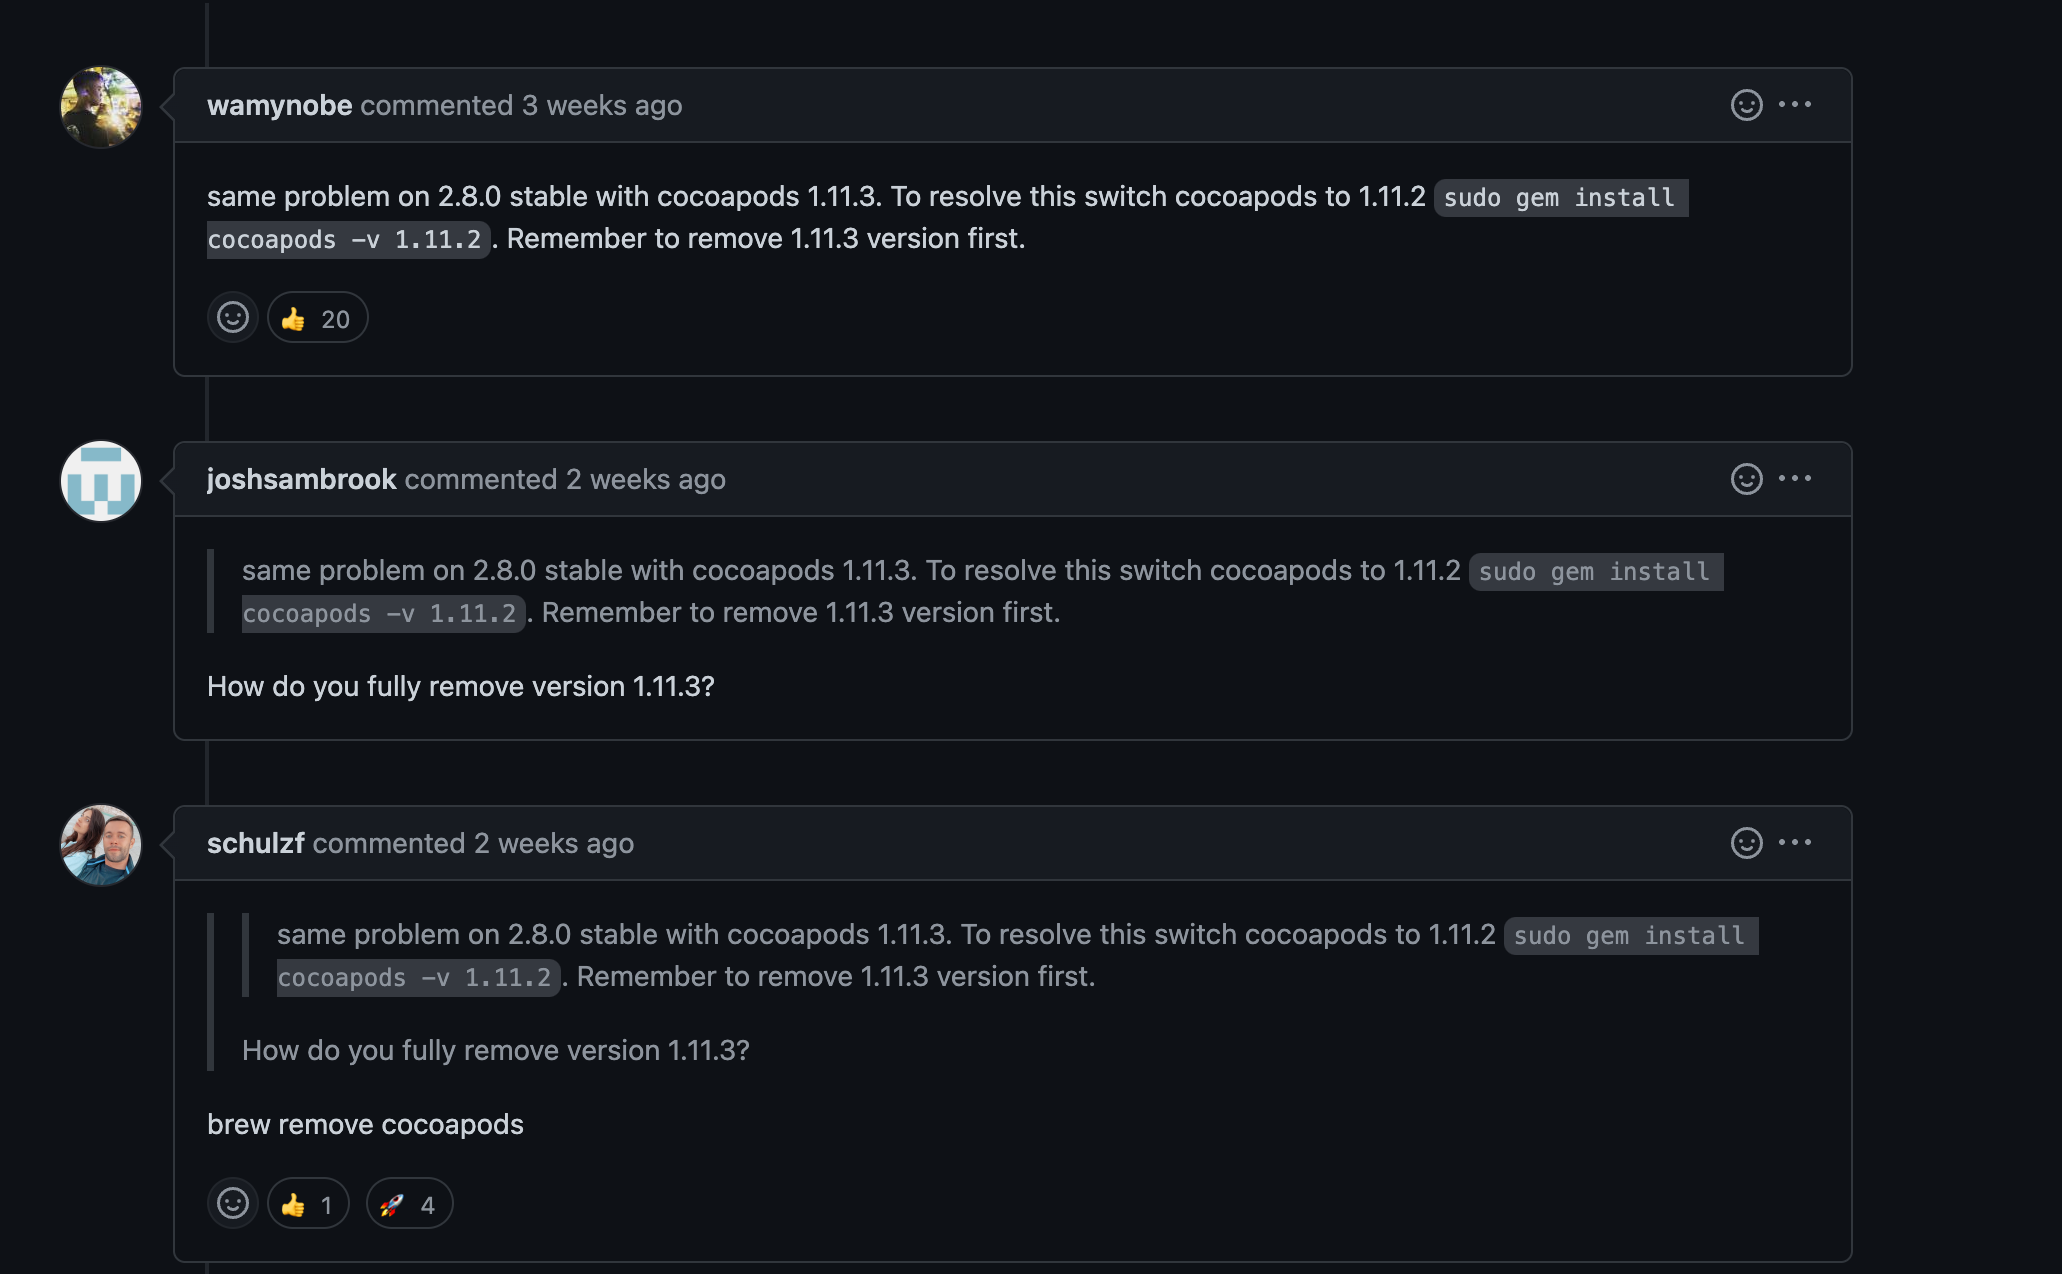 wamynobe commented 3 weeks ago
same problem on 2.8.0 stable with cocoapods 1.11.3. To resolve this switch cocoapods to 1.11.2 sudo gem install
cocoapods -v 1.11.2. Remember to remove 1.11.3 version first.
👍 20
joshsambrook commented 2 weeks ago
same problem on 2.8.0 stable with cocoapods 1.11.3. To resolve this switch cocoapods to 1.11.2 sudo gem install
cocoapods -v 1.11.2. Remember to remove 1.11.3 version first.
How do you fully remove version 1.11.3?
schulzf commented 2 weeks ago
same problem on 2.8.0 stable with cocoapods 1.11.3. To resolve this switch cocoapods to 1.11.2 sudo gem install
cocoapods -v 1.11.2. Remember to remove 1.11.3 version first.
How do you fully remove version 1.11.3?
brew remove cocoapods
👍 1 🚀 4